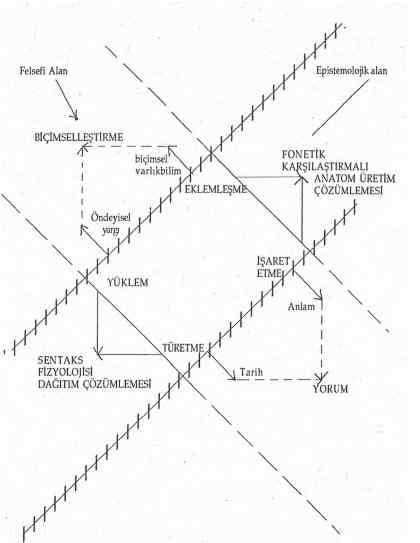 Felsefi Alan
Epistemolojik alan
BİÇİMSELLEŞTİRME
biçimsel
varlıkbilim
FONETİK
KARŞILAŞTIRMALI
ANATOM ÜRETİM
ÇÖZÜMLEMESİ
EKLEMLEŞME
Öndeyisel
yargı
İŞARET
ETME
YÜKLEM
Anlam
TÜRETME
SENTAKS
FİZYOLOJİSİ
DAĞITIM ÇÖZÜMLEMESİ
Tarih
YORUM